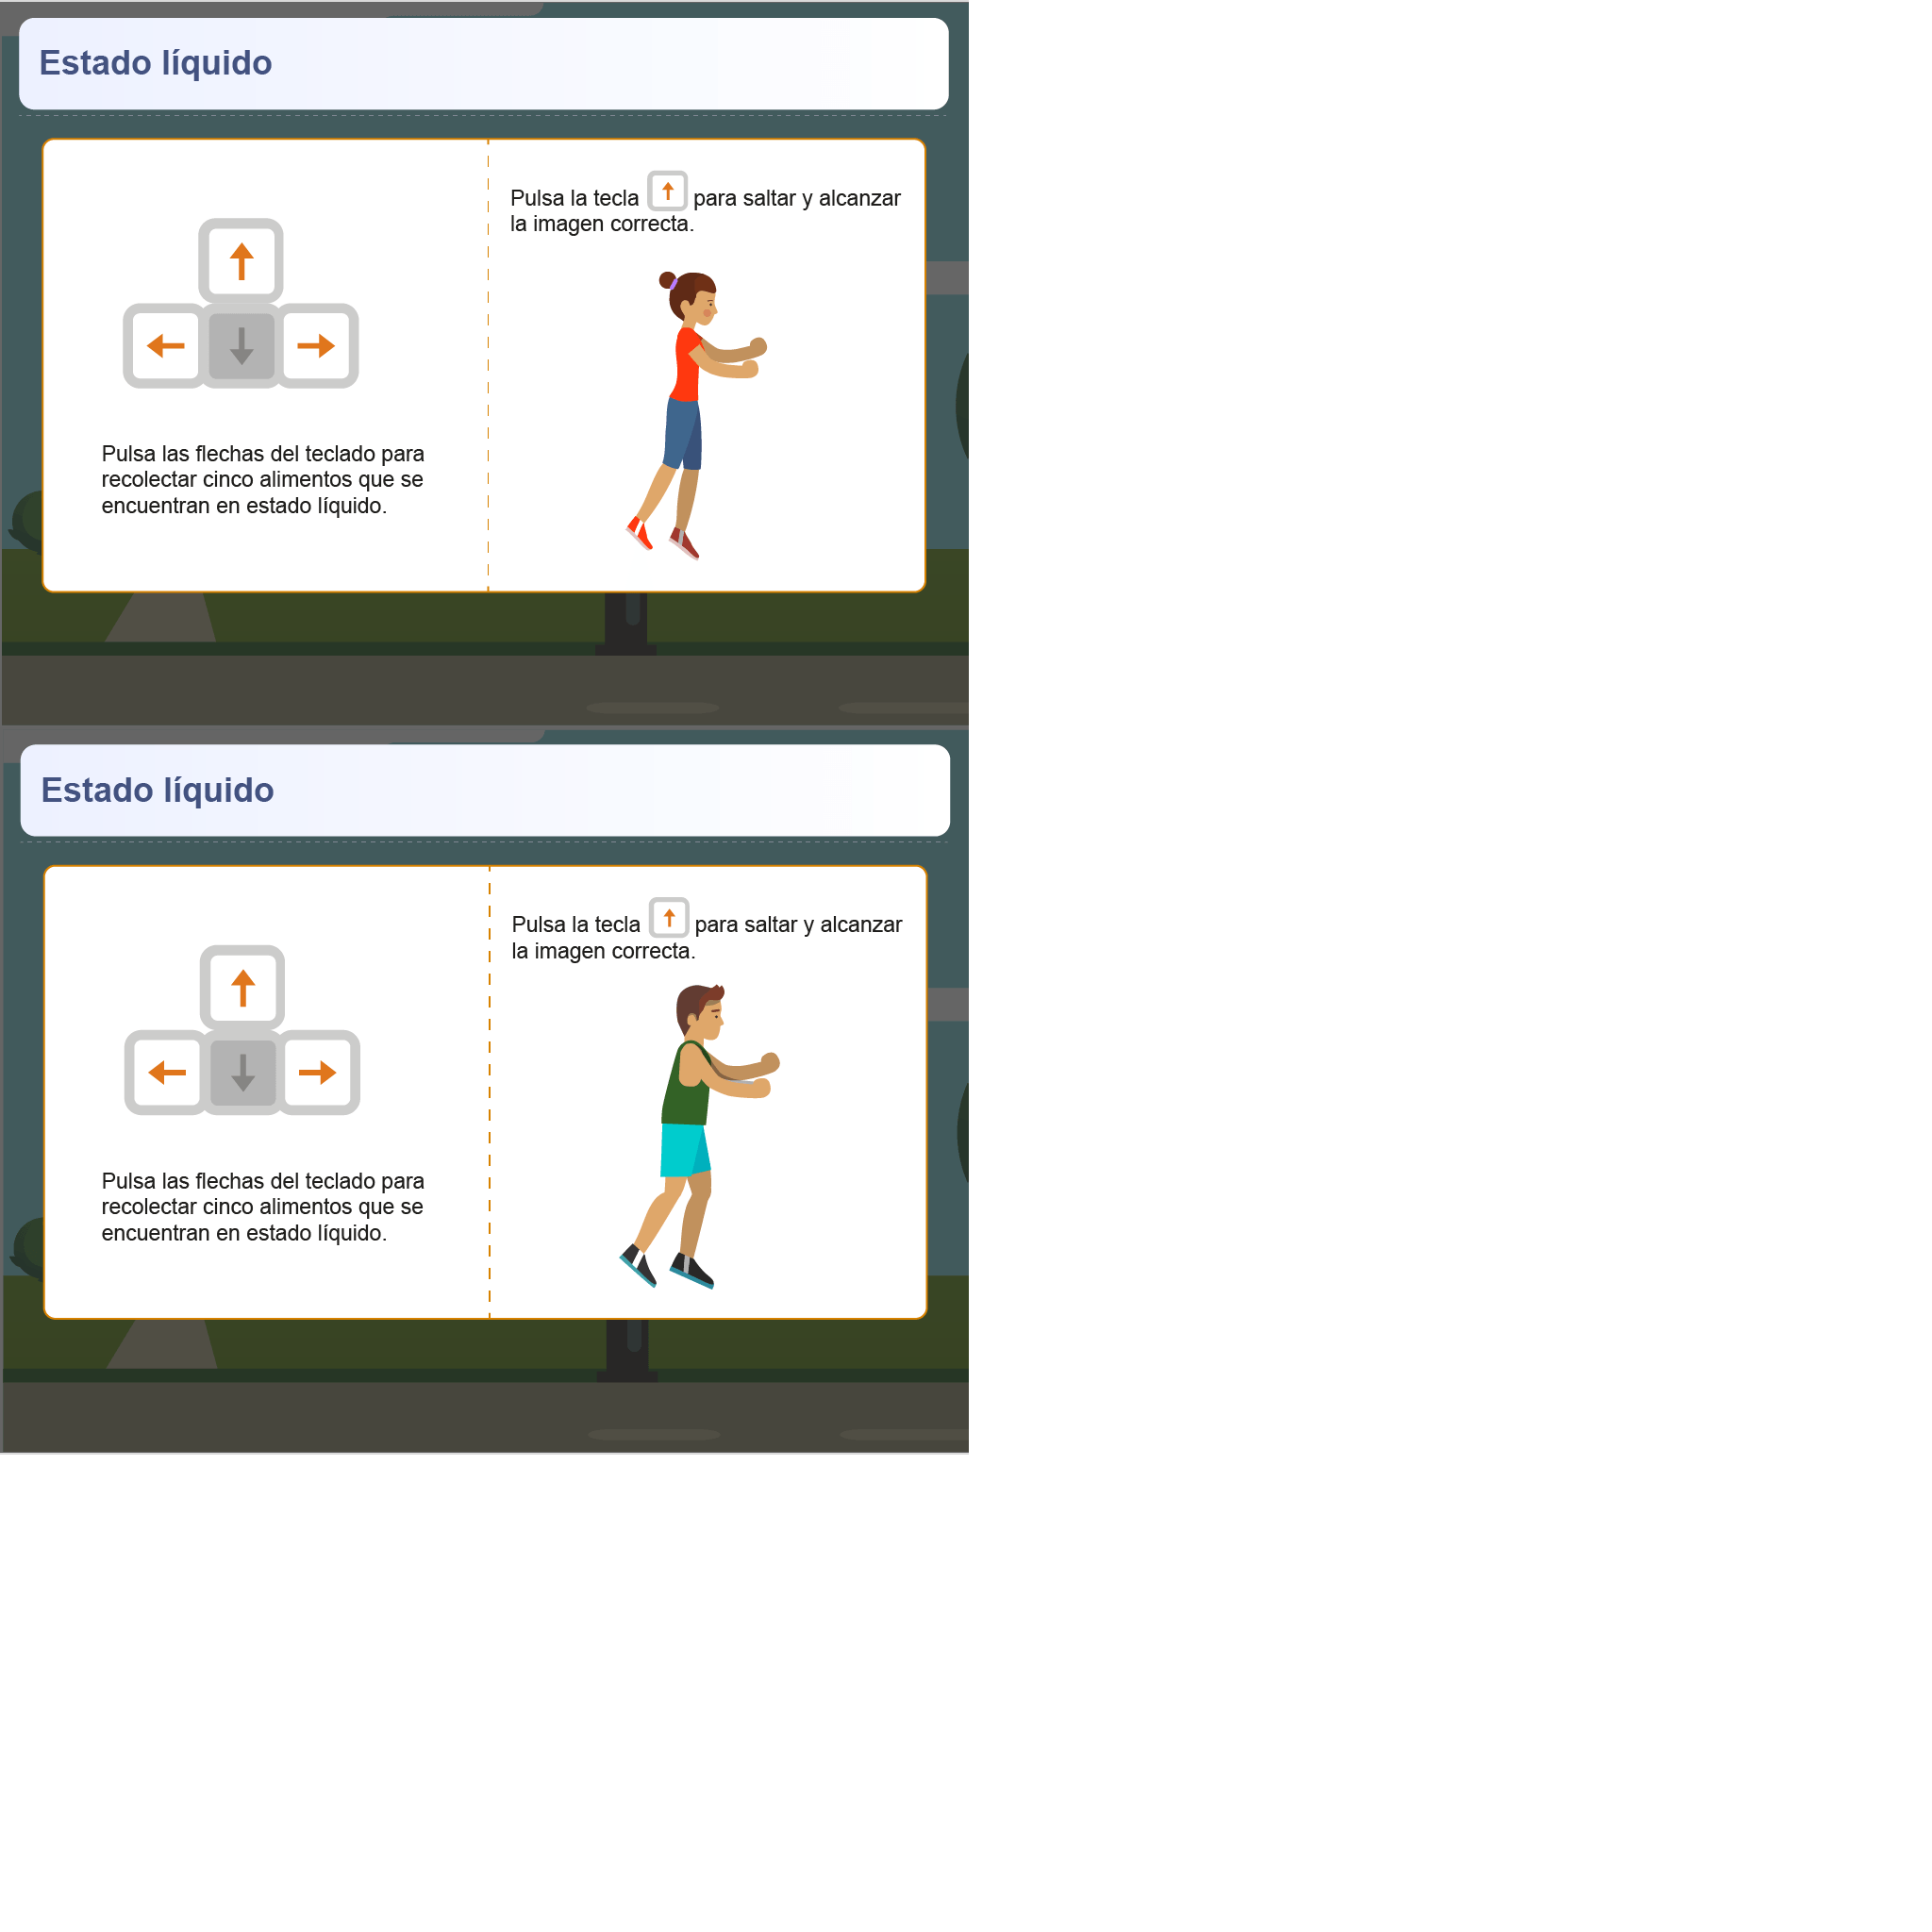 Estado líquido
Pulsa la tecla para saltar y alcanzar
la imagen correcta.
Pulsa las flechas del teclado para
recolectar cinco alimentos que se
encuentran en estado líquido.
Estado líquido
Pulsa la tecla para saltar y alcanzar
la imagen correcta.
Pulsa las flechas del teclado para
recolectar cinco alimentos que se
encuentran en estado líquido.